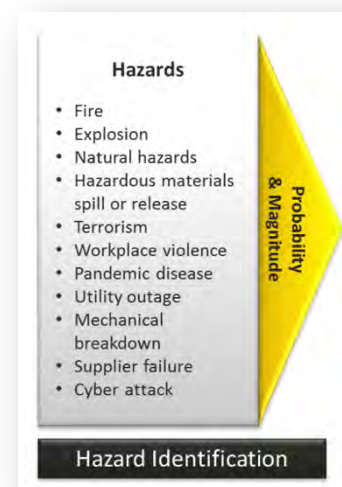 Hazards
• Fire
• Explosion
• Natural hazards
• Hazardous materials
spill or release
• Terrorism
• Workplace violence
• Pandemic disease
• Utility outage
• Mechanical
breakdown
• Supplier failure
• Cyber attack
Probability
& Magnitude
Hazard Identification